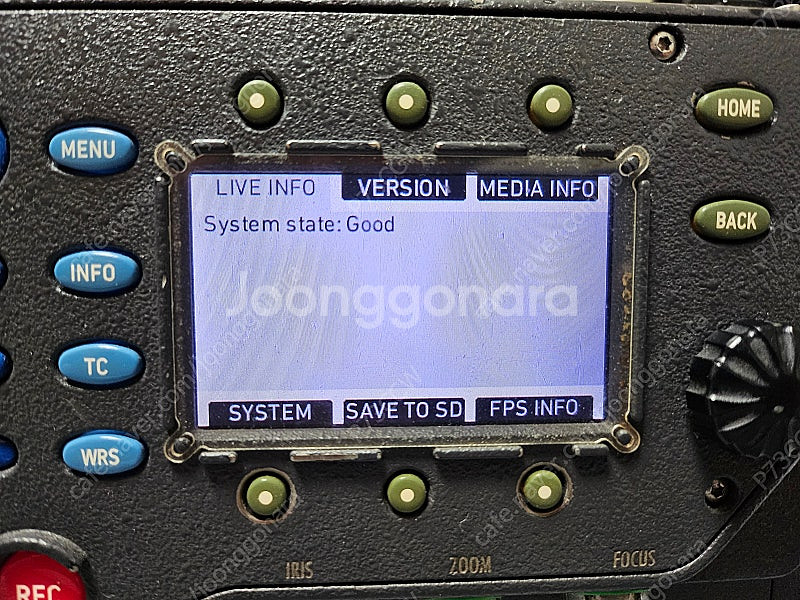 HOME
MENU
LIVE INFO VERSION MEDIA INFO
System state: Good
BACK
INFO
Joonggonara
TC
SYSTEM SAVE TO SD FPS INFO
WRS
IRIS ZOOM FOCUS
REC